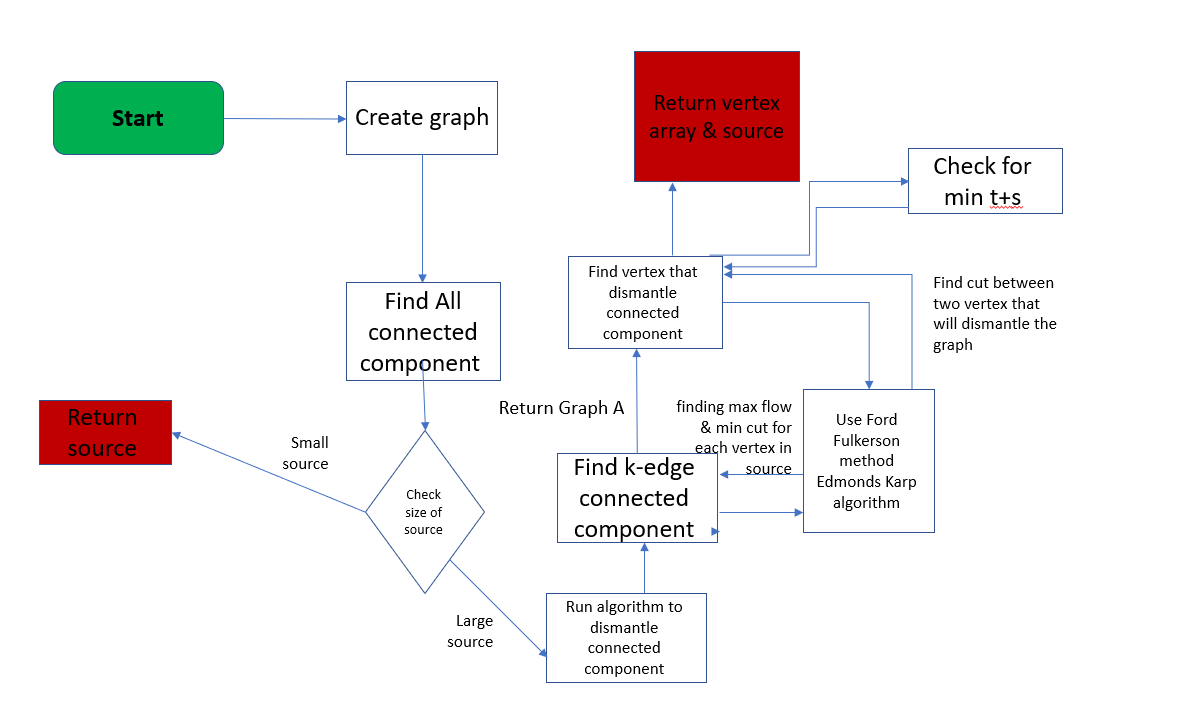 Start
Create graph
Find All
connected
component
Return
source
Small
source
Check
size of
source
Large
source
Run algorithm to
dismantle
connected
component
Find k-edge
connected
component
Return Graph A
finding max flow
& min cut for
each vertex in
source
Use Ford
Fulkerson
method
Edmonds Karp
algorithm
Find cut between
two vertex that
will dismantle the
graph
Find vertex that
dismantle
connected
component
Check for
min t+s
Return vertex
array & source